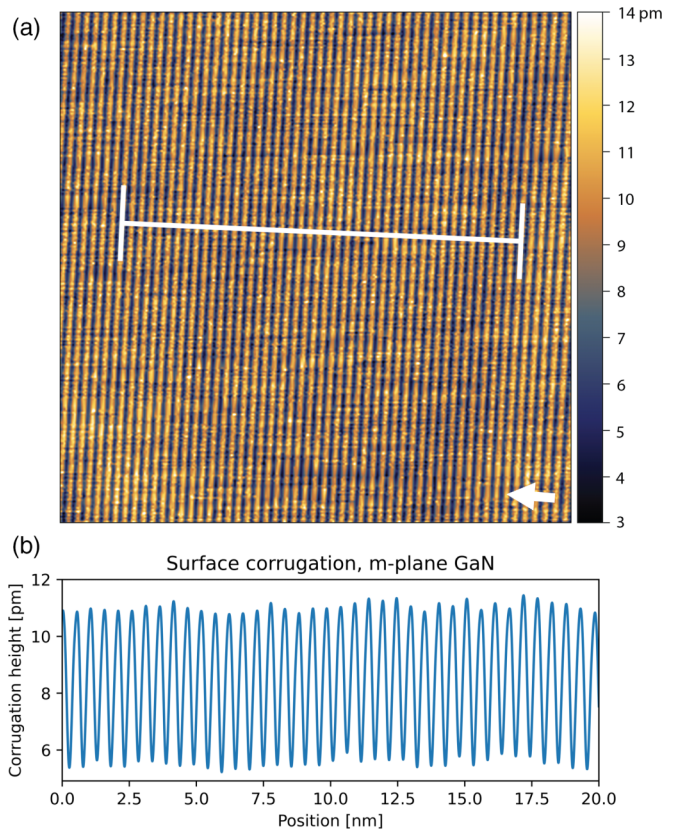 (a)
14 pm
13
12
11
10
9
8
7
6
5
4
3
(b)
Surface corrugation, m-plane GaN
Corrugation height [pm]
12
10
8
6
0.0 2.5 5.0 7.5 10.0 12.5 15.0 17.5 20.0
Position [nm]